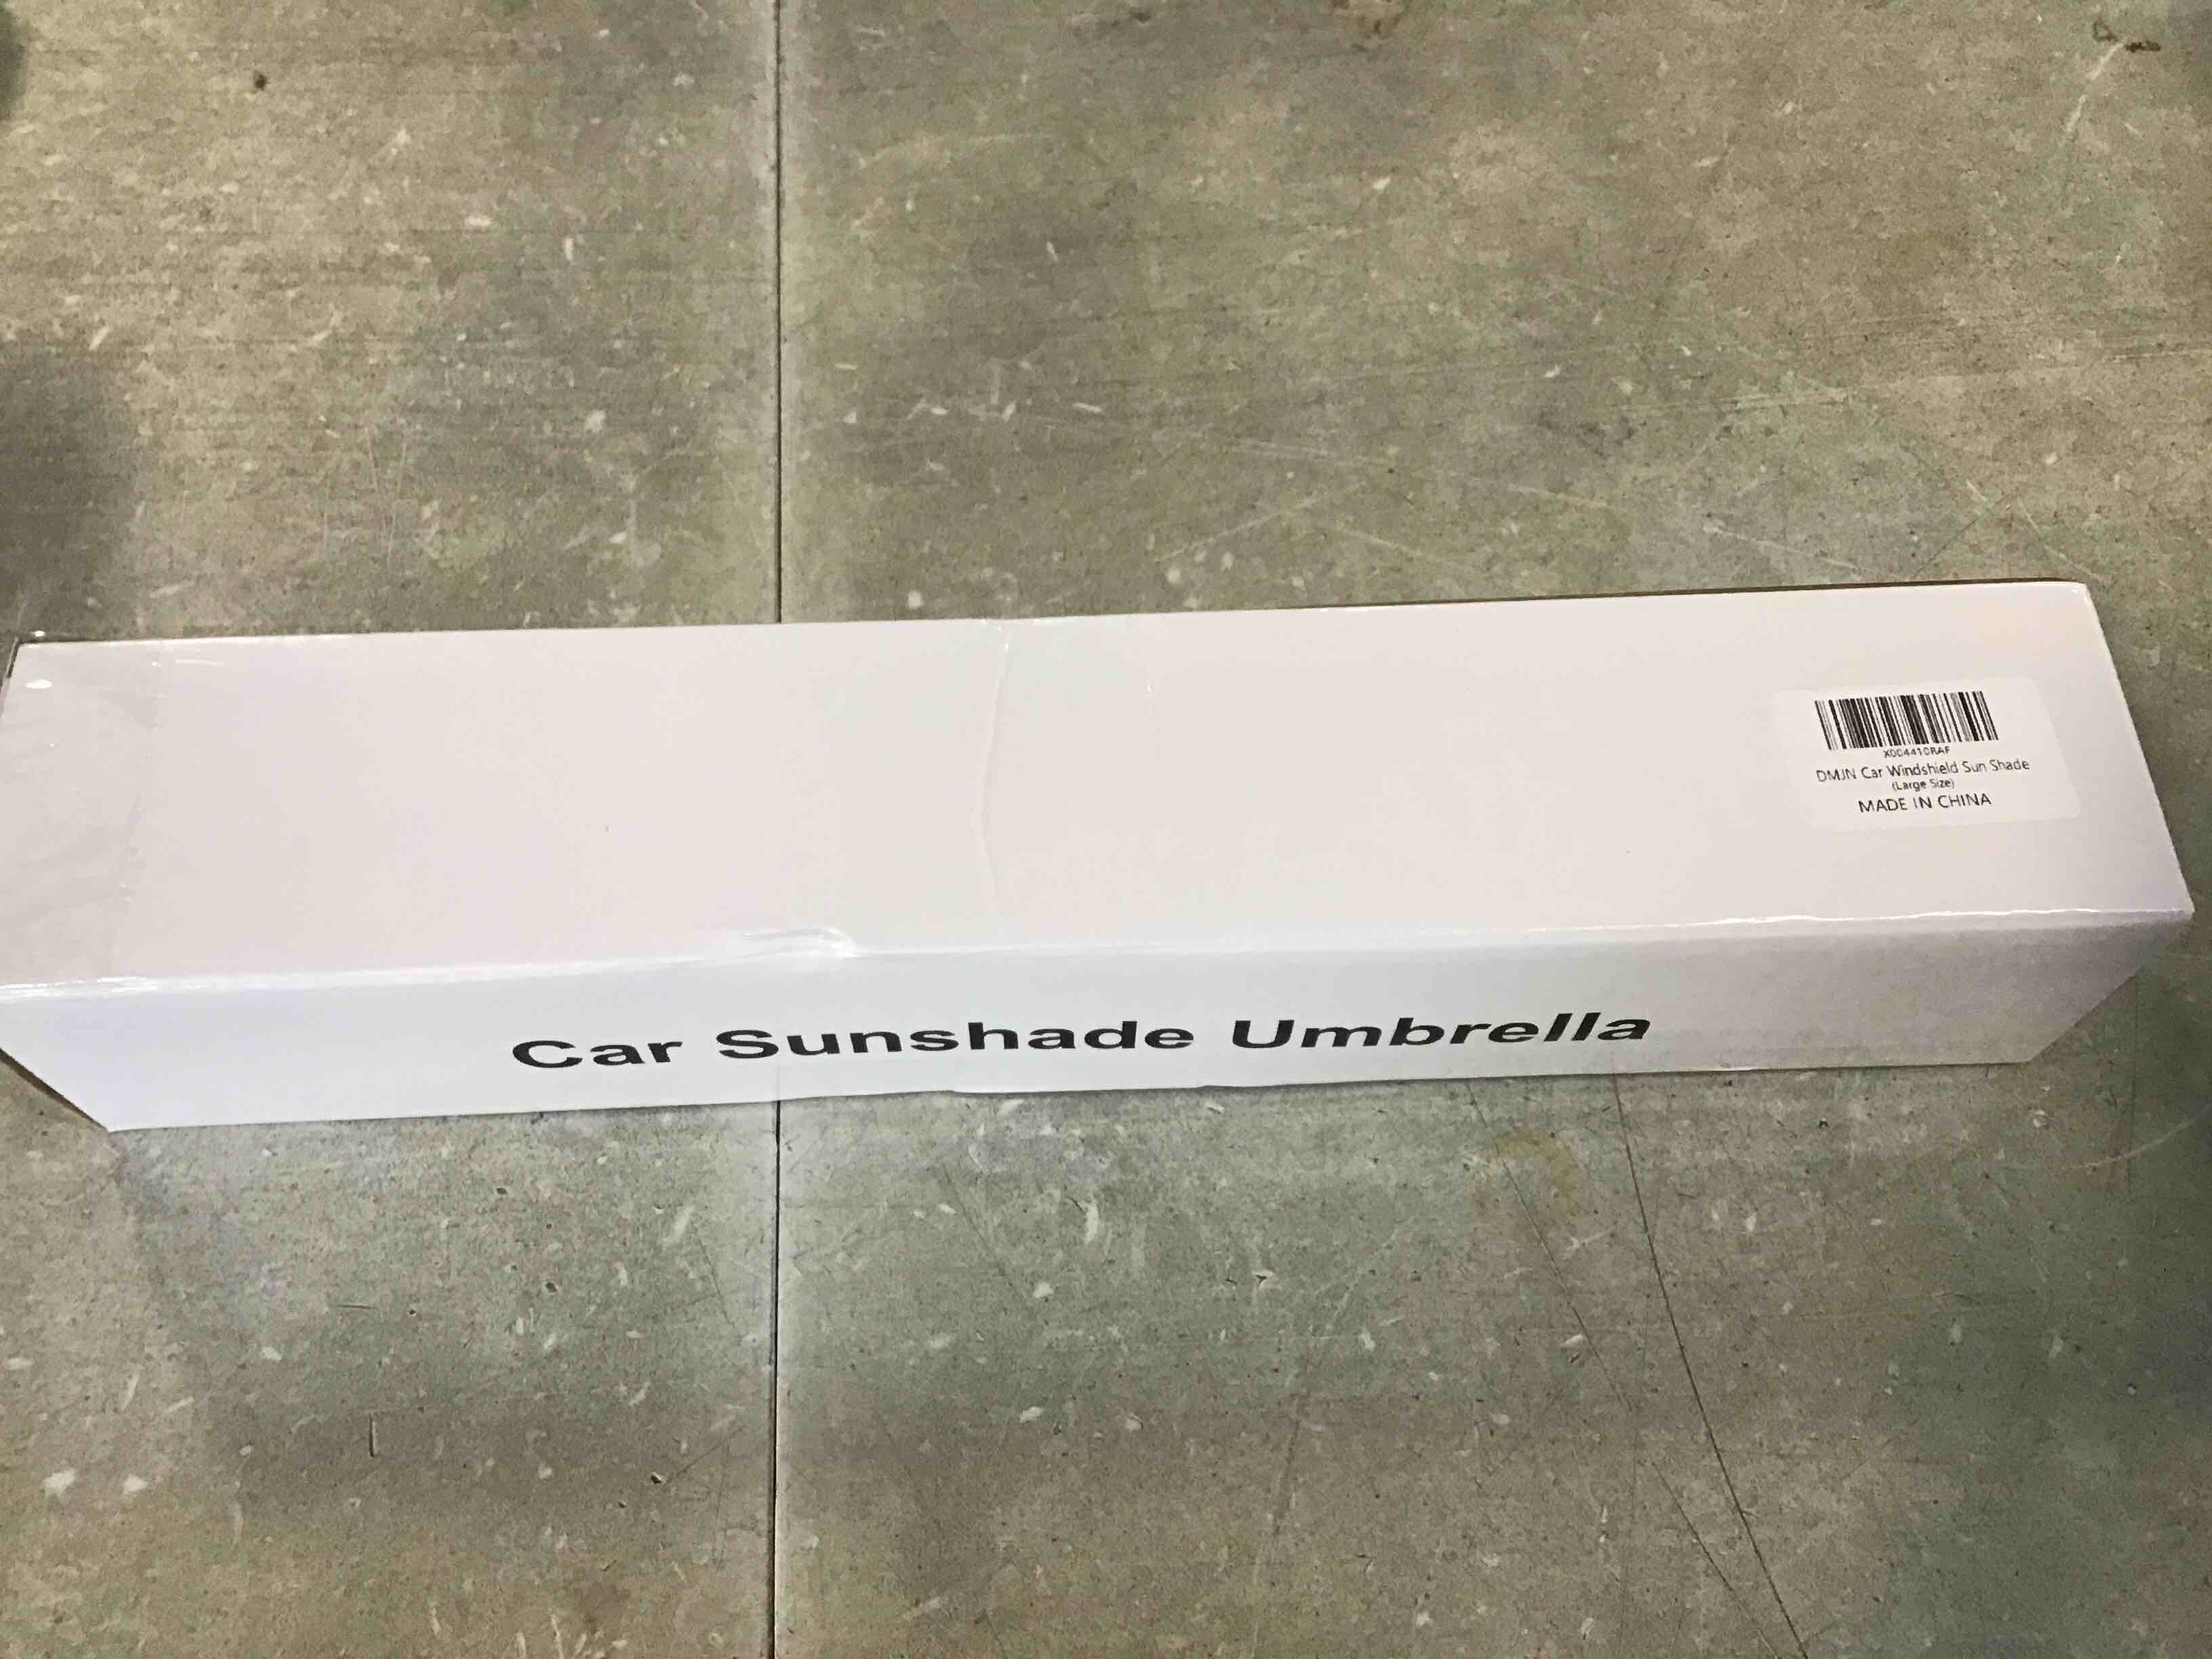 X004410RAF
DMJN Car Windshield Sun Shade
(Large Size)
MADE IN CHINA
Car Sunshade Umbrella